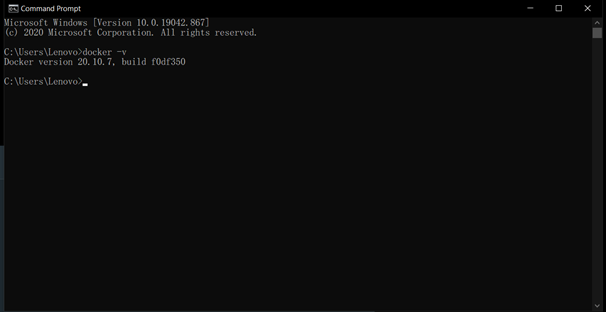 Command Prompt
Microsoft Windows [Version 10.0.19042.867]
(c) 2020 Microsoft Corporation. All rights reserved.
C:\Users\Lenovo>docker -v
Docker version 20.10.7, build f0df350
C:\Users\Lenovo>